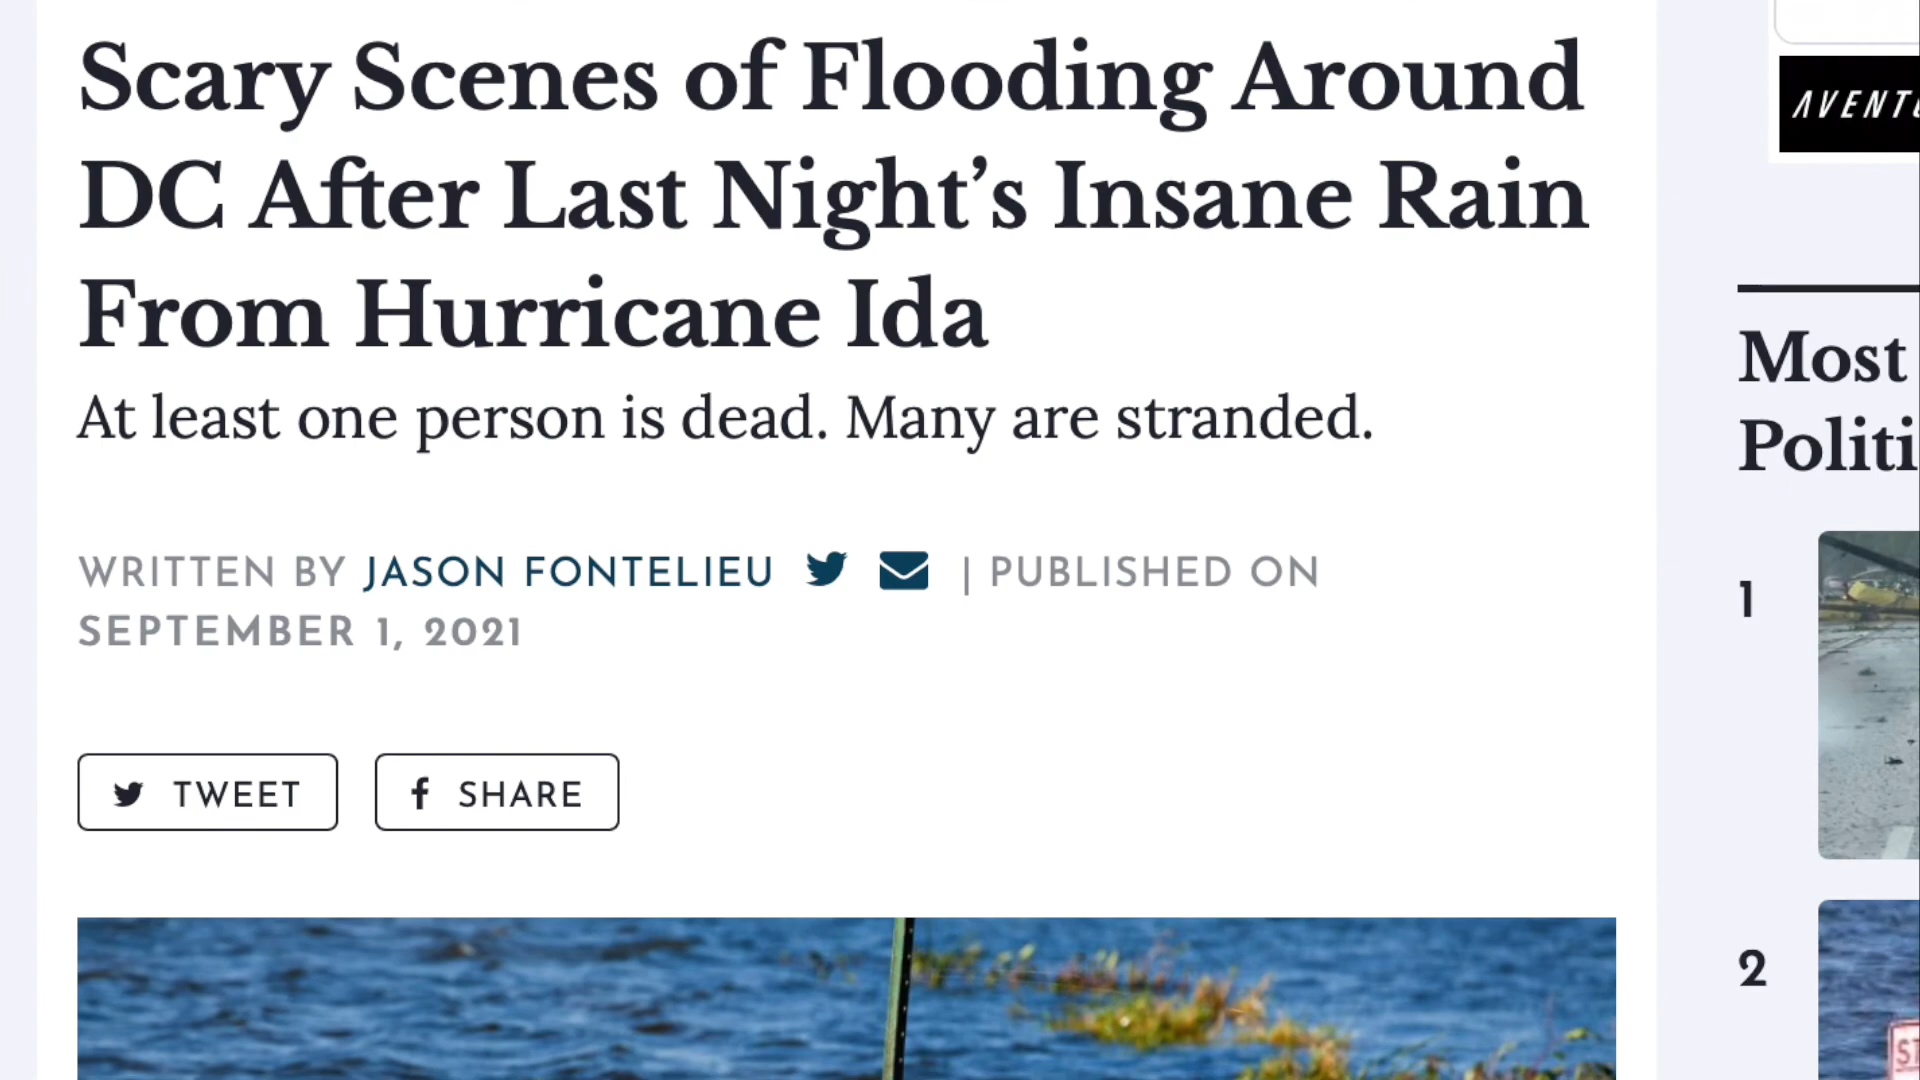 Scary Scenes of Flooding Around
DC After Last Night’s Insane Rain
From Hurricane Ida
At least one person is dead. Many are stranded.
WRITTEN BY JASON FONTELIEU | PUBLISHED ON
SEPTEMBER 1, 2021
TWEET
SHARE
AVENT
Most
Politi
1
2
ST